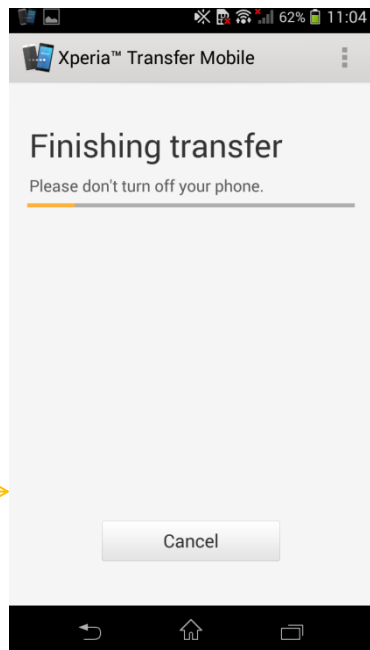 62% 11:04
Xperia™ Transfer Mobile
Finishing transfer
Please don't turn off your phone.
Cancel